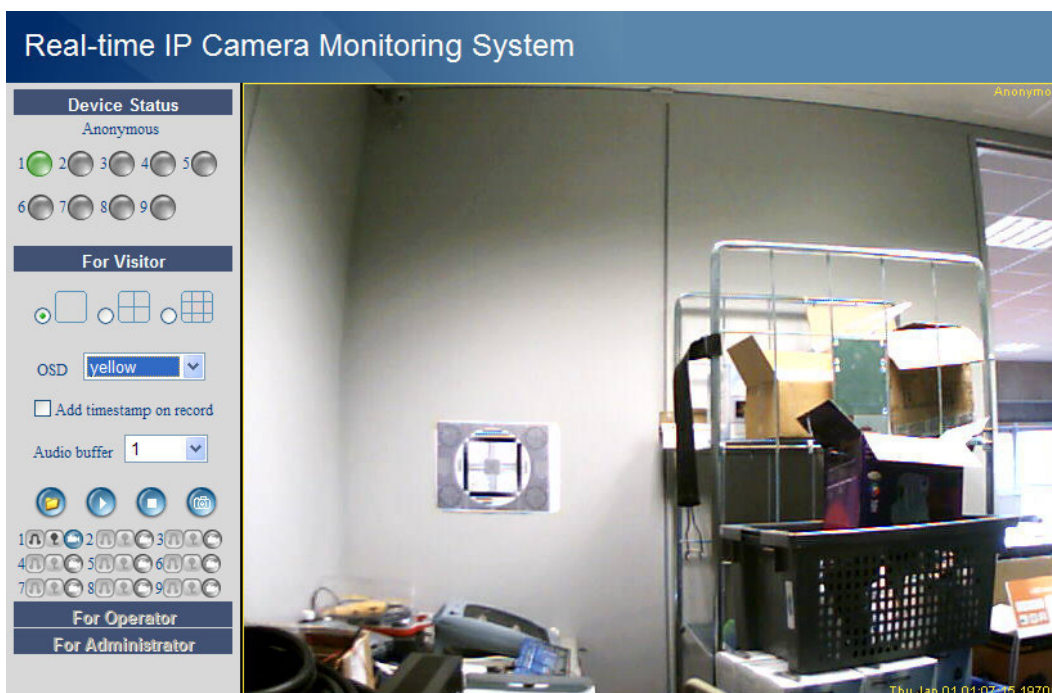 Real-time IP Camera Monitoring System
Device Status
Anonymous
1 2 3 4 5
6 7 8 9
For Visitor
OSD yellow
Add timestamp on record
Audio buffer 1
1 2 3
4 5 6
7 8 9
For Operator
For Administrator
Anonymo
Thu Jan 01 01:07:15 1970